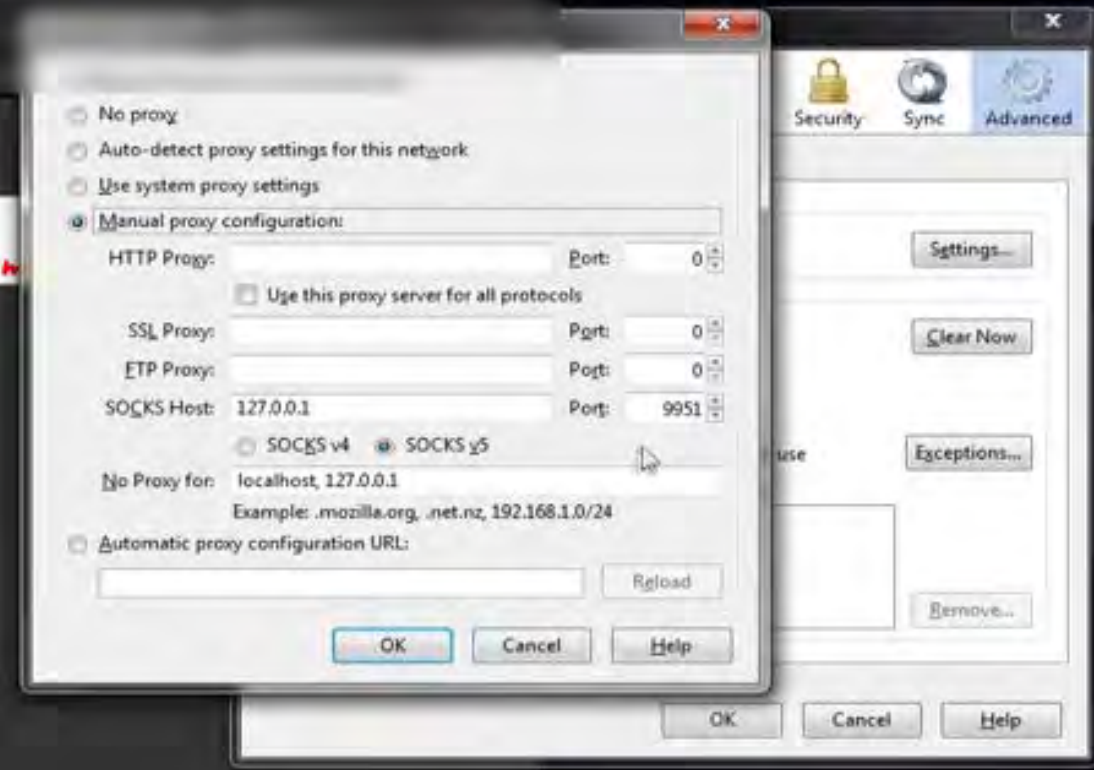 Security Sync Advanced
No proxy
Auto-detect proxy settings for this network
Use system proxy settings
Manual proxy configuration:
Settings...
HTTP Proxy: Port: 0
Use this proxy server for all protocols
SSL Proxy: Port: 0
Clear Now
FTP Proxy: Port: 0
SOCKS Host: 127.0.0.1 Port: 9951
SOCKS v4 SOCKS v5
use
Exceptions...
No Proxy for: localhost, 127.0.0.1
Example: .mozilla.org, .net.nz, 192.168.1.0/24
Automatic proxy configuration URL:
Reload
Remove...
OK Cancel Help
OK Cancel Help